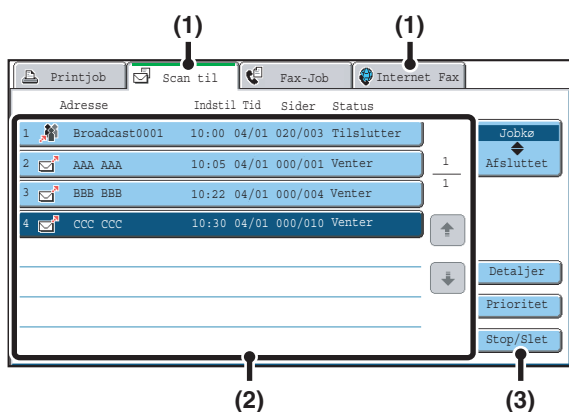 (1) (1)
Printjob Scan til Fax-Job Internet Fax
Adresse Indstil Tid Sider Status
1 Broadcast0001 10:00 04/01 020/003 Tilslutter
Jobkø
2 AAA AAA 10:05 04/01 000/001 Venter
1
Afsluttet
3 BBB BBB 10:22 04/01 000/004 Venter
1
4 CCC CCC 10:30 04/01 000/010 Venter
Detaljer
Prioritet
Stop/Slet
(2) (3)